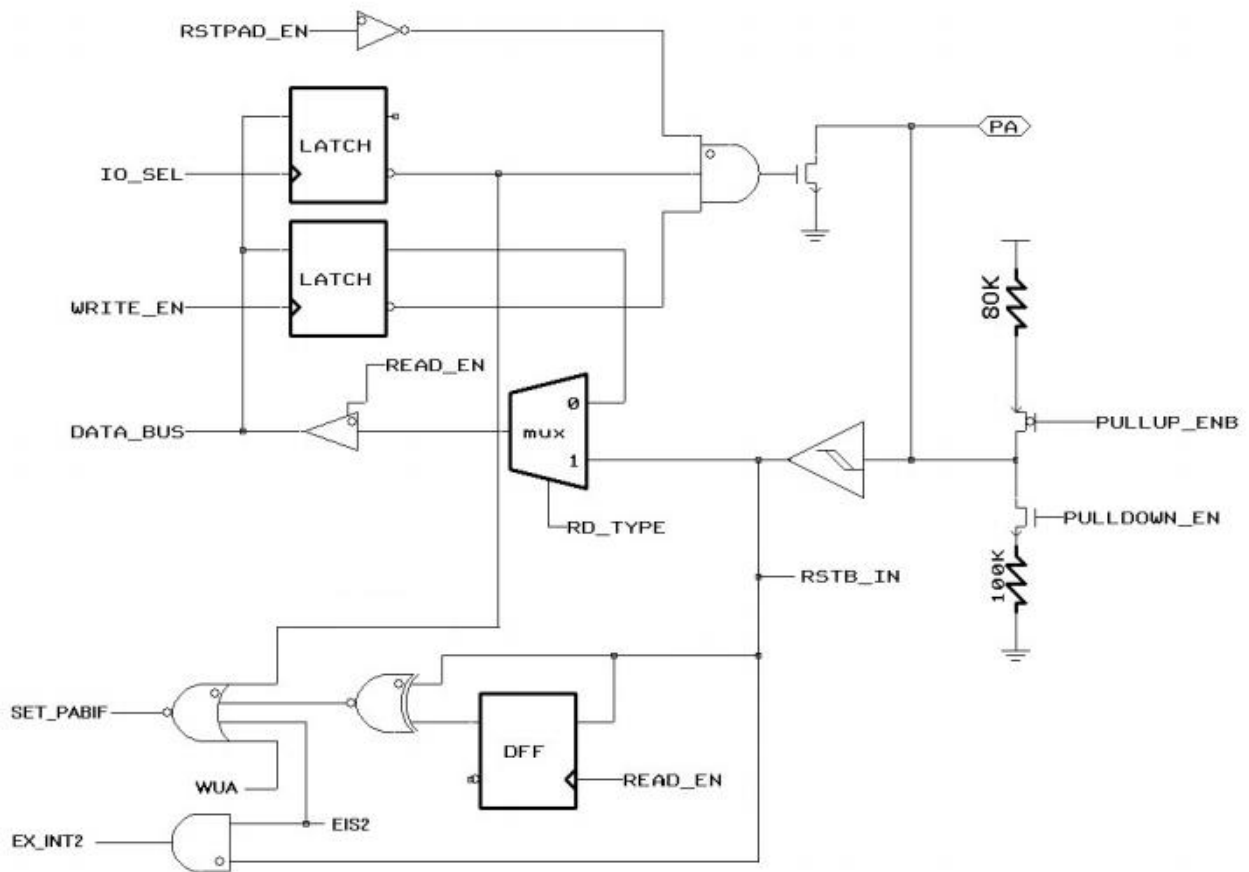 RSTPAD_EN
PA
LATCH
IO_SEL
LATCH
WRITE_EN
80K
READ_EN
0
DATA_BUS
mux
PULLUP_ENB
1
RD_TYPE
PULLDOWN_EN
RSTB_IN
100K
SET_PABIF
DFF
READ_EN
WUA
EIS2
EX_INT2